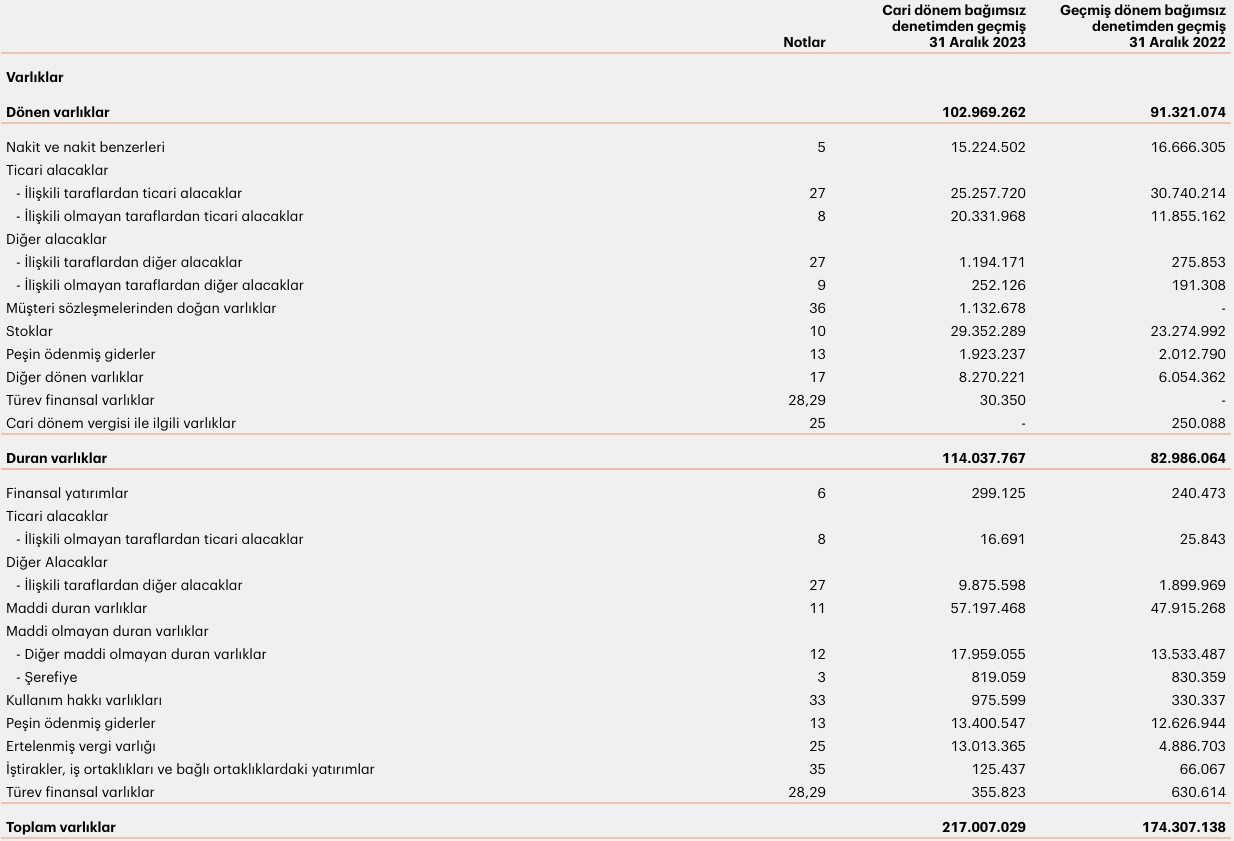 Cari dönem bağımsız Geçmiş dönem bağımsız
denetimden geçmiş denetimden geçmiş
Notlar 31 Aralık 2023 31 Aralık 2022
Varlıklar
Dönen varlıklar 102.969.262 91.321.074
Nakit ve nakit benzerleri 5 15.224.502 16.666.305
Ticari alacaklar
- İlişkili taraflardan ticari alacaklar 27 25.257.720 30.740.214
- İlişkili olmayan taraflardan ticari alacaklar 8 20.331.968 11.855.162
Diğer alacaklar
- İlişkili taraflardan diğer alacaklar 27 1.194.171 275.853
- İlişkili olmayan taraflardan diğer alacaklar 9 252.126 191.308
Müşteri sözleşmelerinden doğan varlıklar 36 1.132.678 -
Stoklar 10 29.352.289 23.274.992
Peşin ödenmiş giderler 13 1.923.237 2.012.790
Diğer dönen varlıklar 17 8.270.221 6.054.362
Türev finansal varlıklar 28,29 30.350 -
Cari dönem vergisi ile ilgili varlıklar 25 - 250.088
Duran varlıklar 114.037.767 82.986.064
Finansal yatırımlar 6 299.125 240.473
Ticari alacaklar
- İlişkili olmayan taraflardan ticari alacaklar 8 16.691 25.843
Diğer Alacaklar
- İlişkili taraflardan diğer alacaklar 27 9.875.598 1.899.969
Maddi duran varlıklar 11 57.197.468 47.915.268
Maddi olmayan duran varlıklar
- Diğer maddi olmayan duran varlıklar 12 17.959.055 13.533.487
- Şerefiye 3 819.059 830.359
Kullanım hakkı varlıkları 33 975.599 330.337
Peşin ödenmiş giderler 13 13.400.547 12.626.944
Ertelenmiş vergi varlığı 25 13.013.365 4.886.703
İştirakler, iş ortaklıkları ve bağlı ortaklıklardaki yatırımlar 35 125.437 66.067
Türev finansal varlıklar 28,29 355.823 630.614
Toplam varlıklar 217.007.029 174.307.138